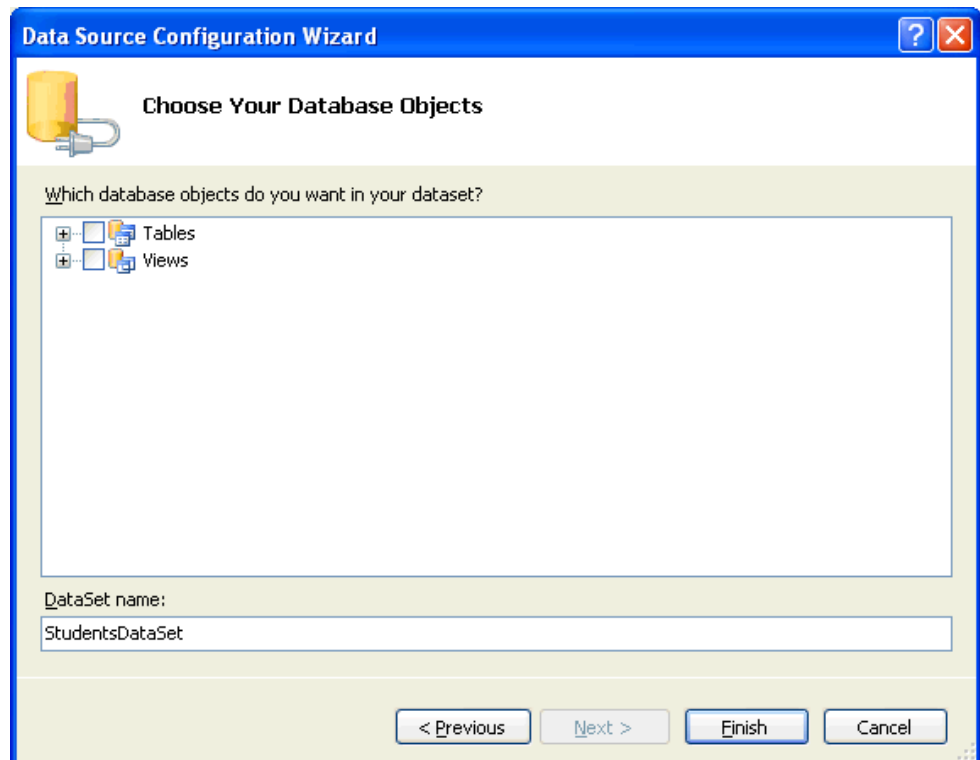 Data Source Configuration Wizard
Choose Your Database Objects
Which database objects do you want in your dataset?
Tables
Views
DataSet name:
StudentsDataSet
< Previous
Next >
Finish
Cancel